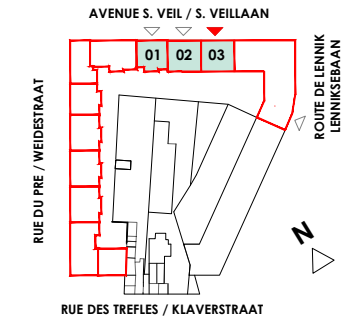 AVENUE S. VEIL / S. VEILLAAN
01 02 03
ROUTE DE LENNIK
LENNIKSEBAAN
RUE DU PRE / WEIDESTRAAT
N
RUE DES TREFLES / KLAVERSTRAAT